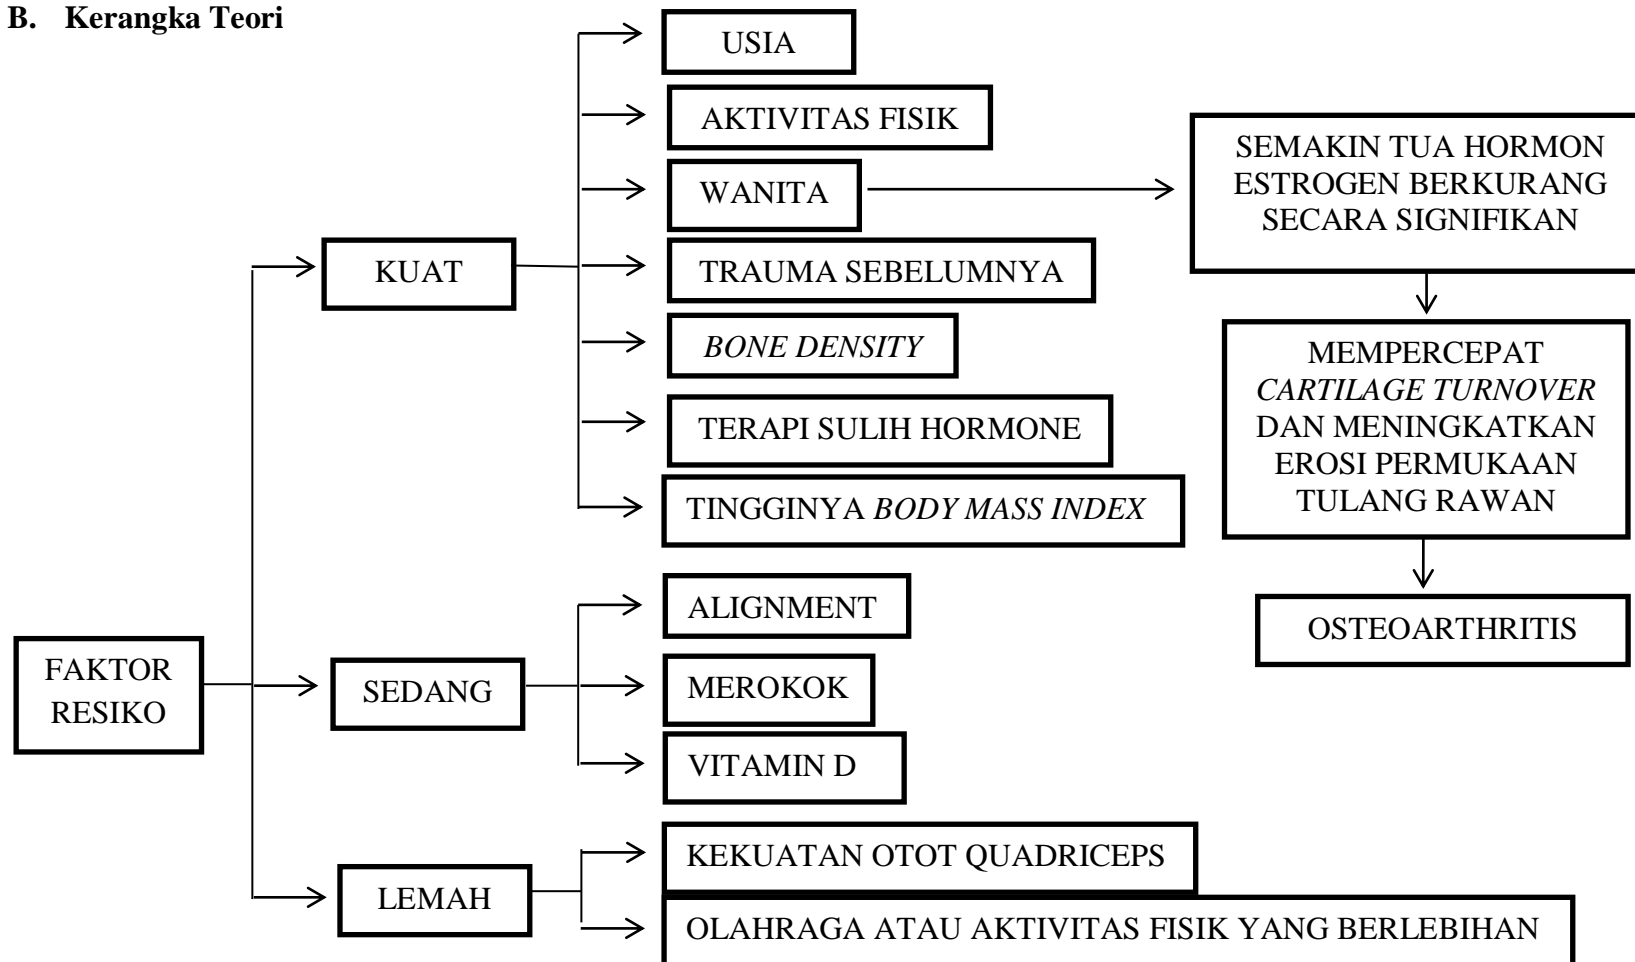 B. Kerangka Teori
FAKTOR
RESIKO
KUAT
USIA
AKTIVITAS FISIK
WANITA
TRAUMA SEBELUMNYA
BONE DENSITY
TERAPI SULIH HORMONE
TINGGINYA BODY MASS INDEX
SEMAKIN TUA HORMON
ESTROGEN BERKURANG
SECARA SIGNIFIKAN
MEMPERCEPAT
CARTILAGE TURNOVER
DAN MENINGKATKAN
EROSI PERMUKAAN
TULANG RAWAN
OSTEOARTHRITIS
SEDANG
ALIGNMENT
MEROKOK
VITAMIN D
LEMAH
KEKUATAN OTOT QUADRICEPS
OLAHRAGA ATAU AKTIVITAS FISIK YANG BERLEBIHAN